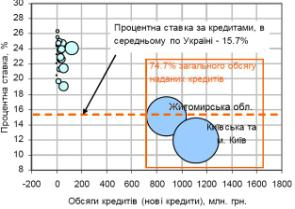 Процентна ставка, %
30
28
26
24
22
20
18
16
14
12
10
8
Процентна ставка за кредитами, в
середньому по Україні - 15.7%
74.7% загального обсягу
наданих кредитів
Житомирська обл.
Київська та
м. Київ
-200 0 200 400 600 800 1000 1200 1400 1600 1800
Обсяги кредитів (нові кредити), млн. грн.